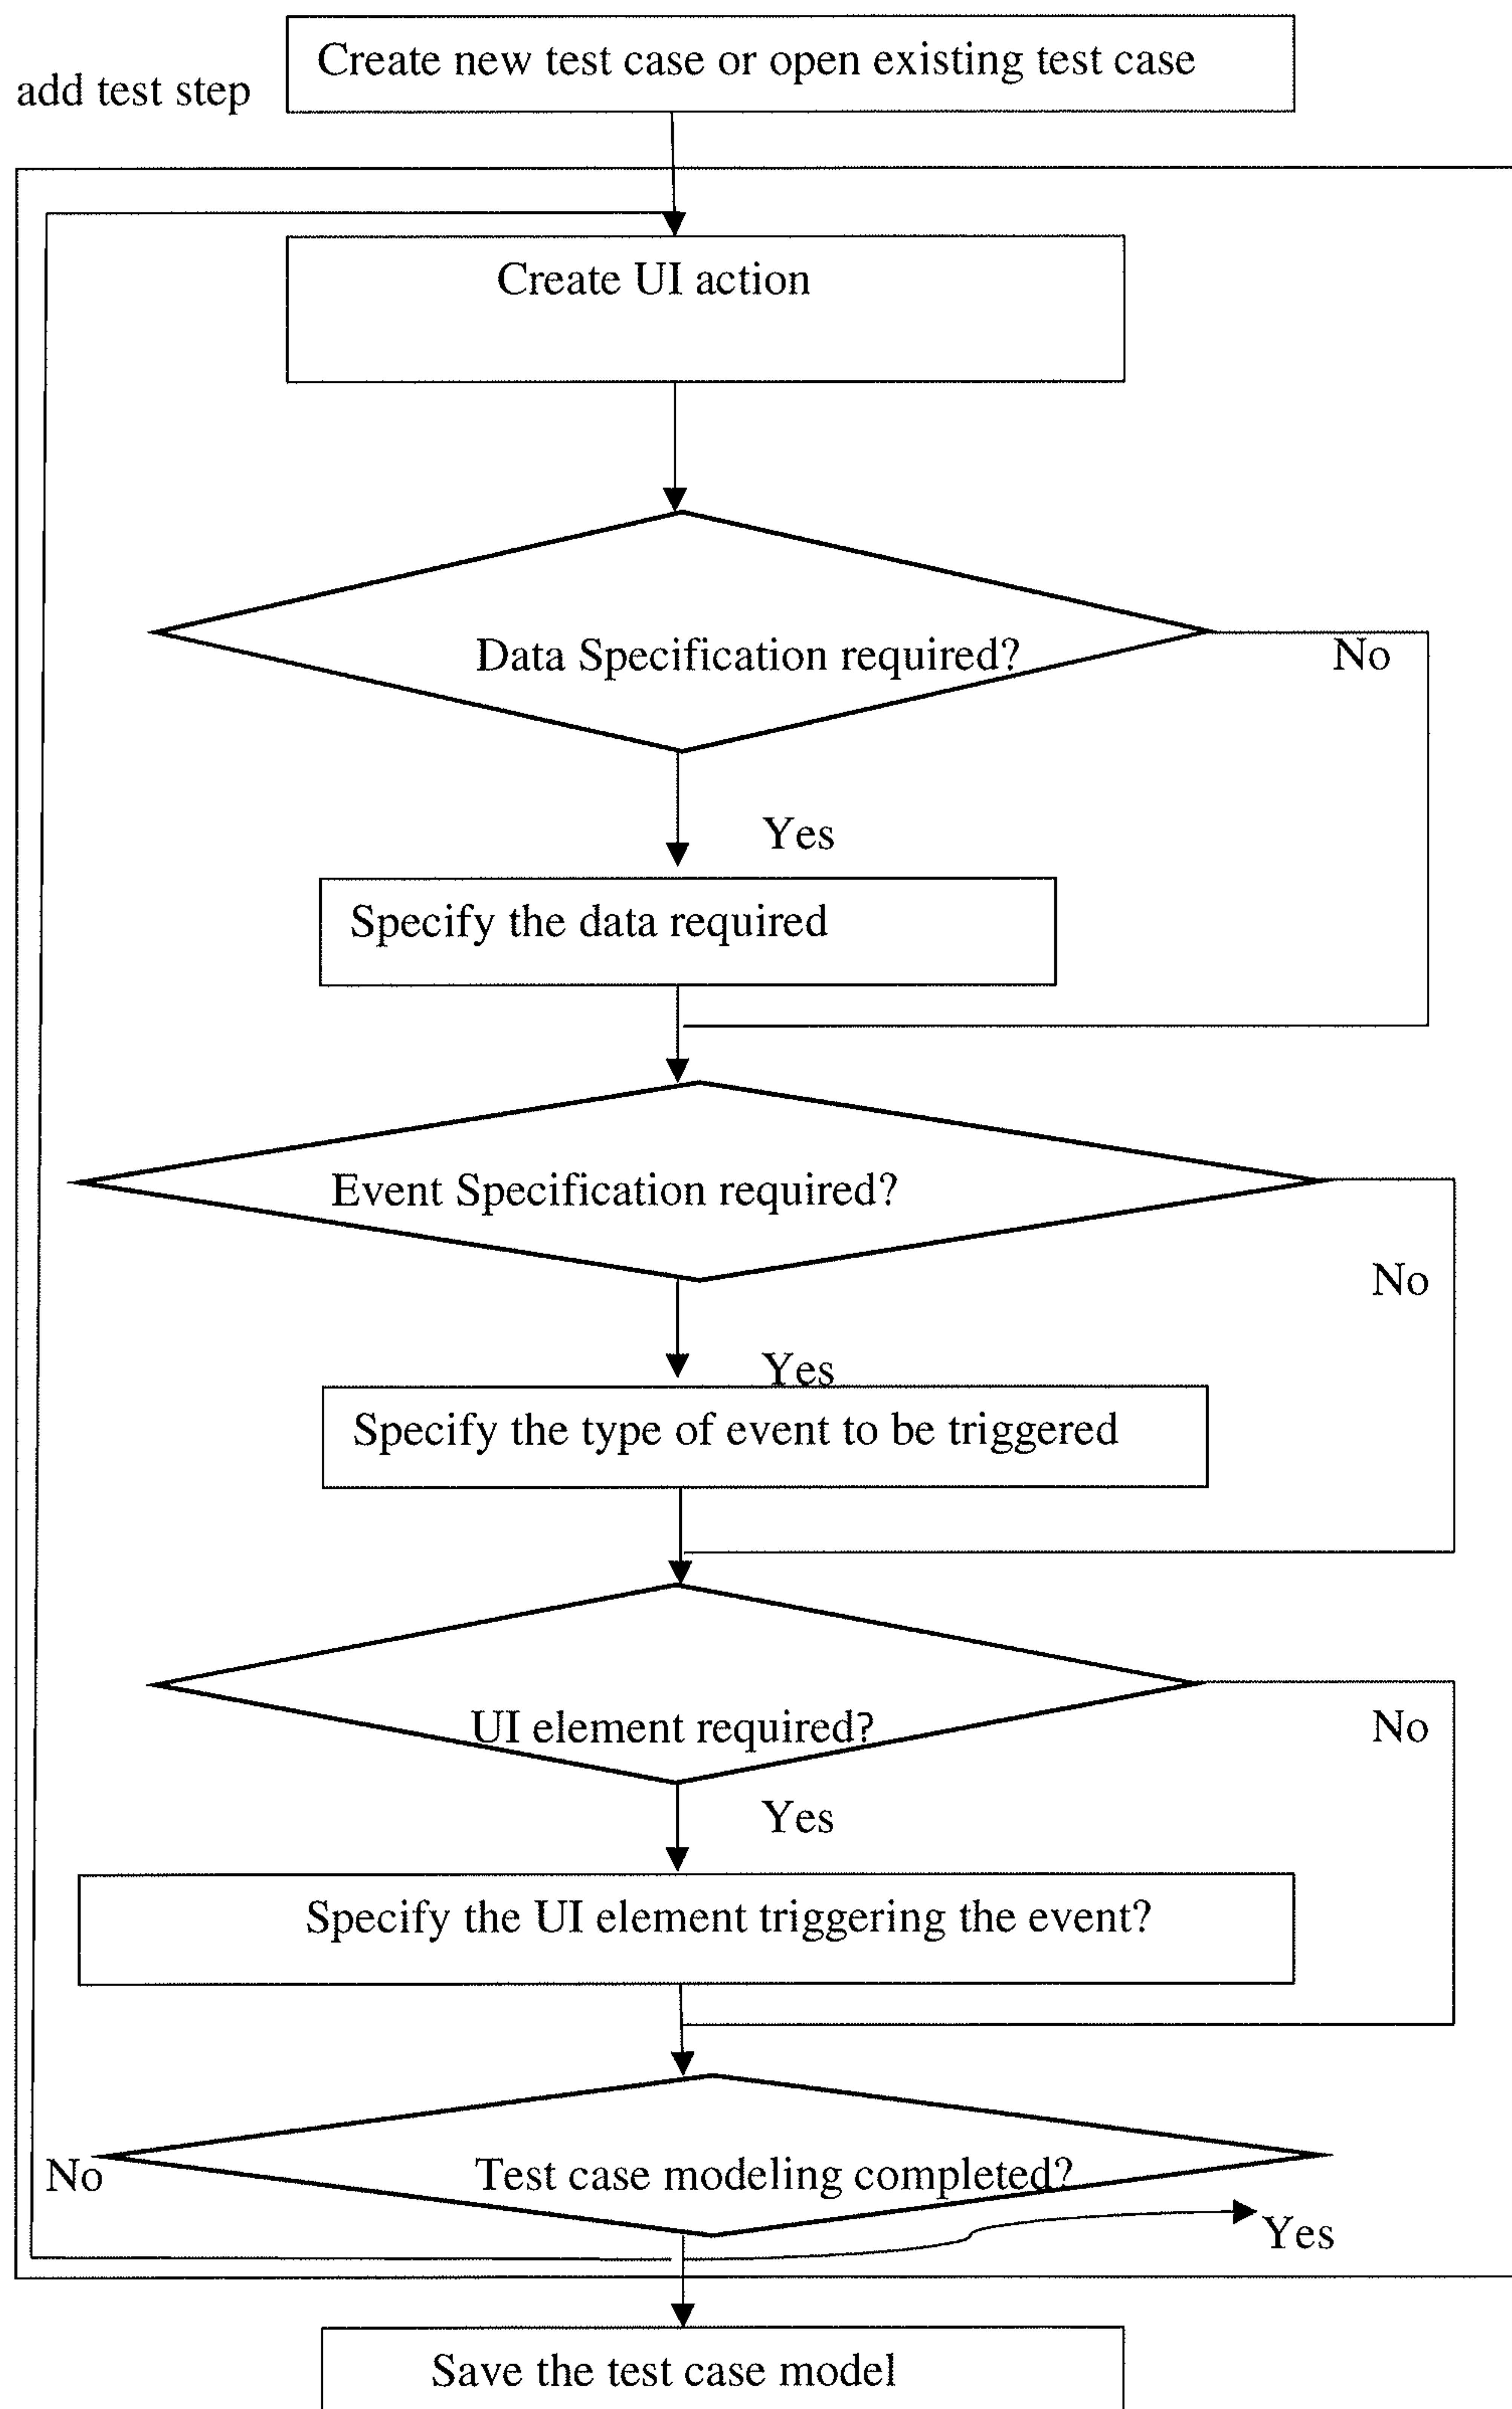 Create new test case or open existing test case
add test step
Create UI action
Data Specification required?
No
Yes
Specify the data required
Event Specification required?
No
Yes
Specify the type of event to be triggered
UI element required?
No
Yes
Specify the UI element triggering the event?
No
Test case modeling completed?
Yes
Save the test case model